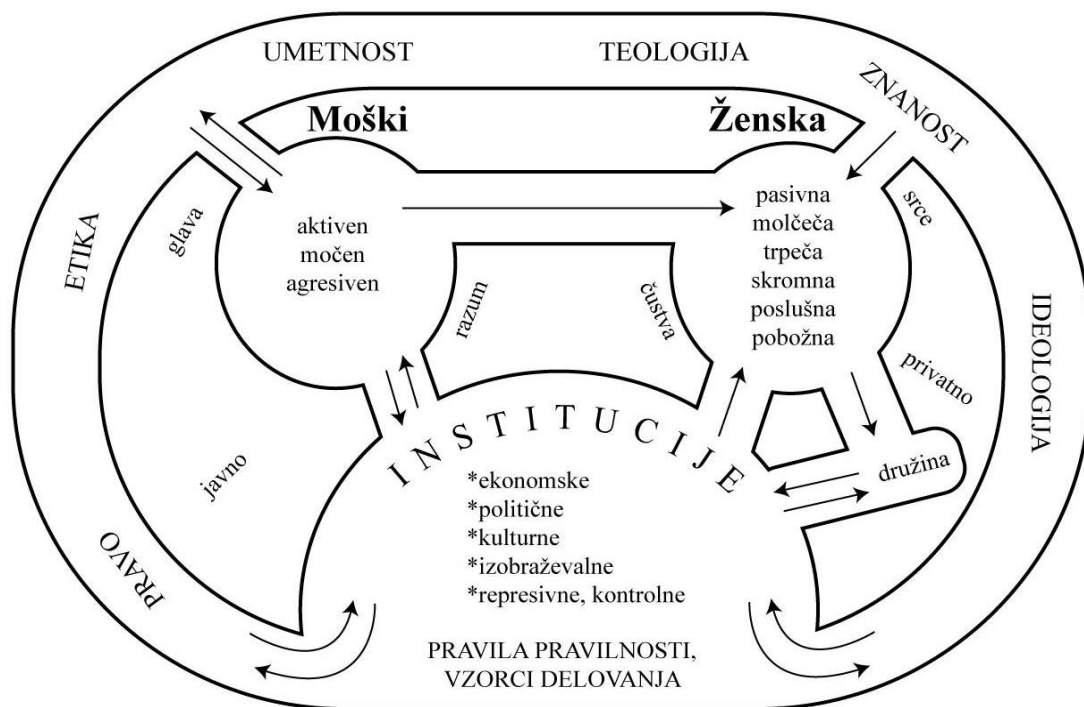 UMETNOST
TEOLOGIJA
ZNANOST
Moški
Ženska
ETIKA
glava
srce
aktiven
močen
agresiven
pasivna
molčeča
trpeča
skromna
poslušna
pobožna
razum
čustva
IDEOLOGIJA
privatno
javno
INSTITUCIJE
družina
*ekonomske
*politične
*kulturne
*izobraževalne
*represivne, kontrolne
PRAVO
PRAVILA PRAVILNOSTI,
VZORCI DELOVANJA